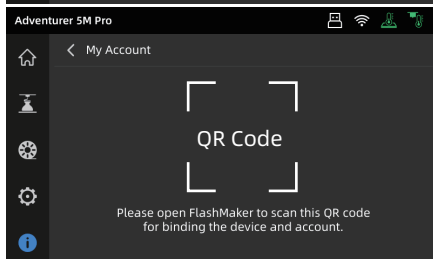 Adventurer 5M Pro
My Account
QR Code
Please open FlashMaker to scan this QR code
for binding the device and account.